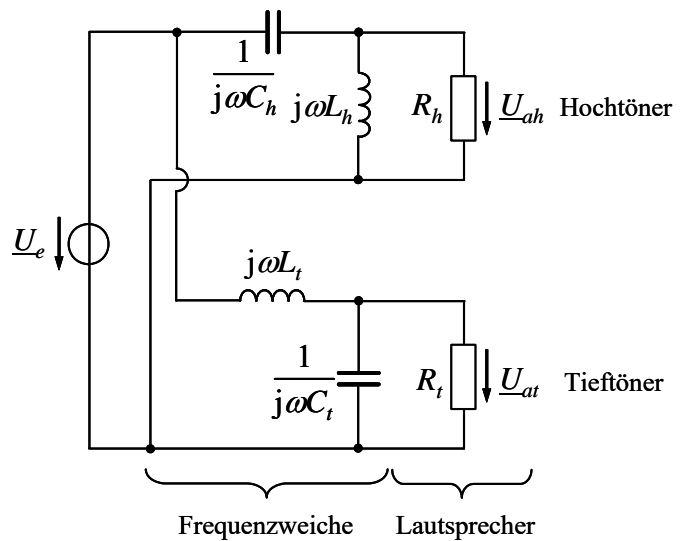 1
jωC_h
jωL_h
R_h
U_ah Hochtöner
U_e
jωL_t
1
jωC_t
R_t
U_at Tieftöner
Frequenzweiche Lautsprecher